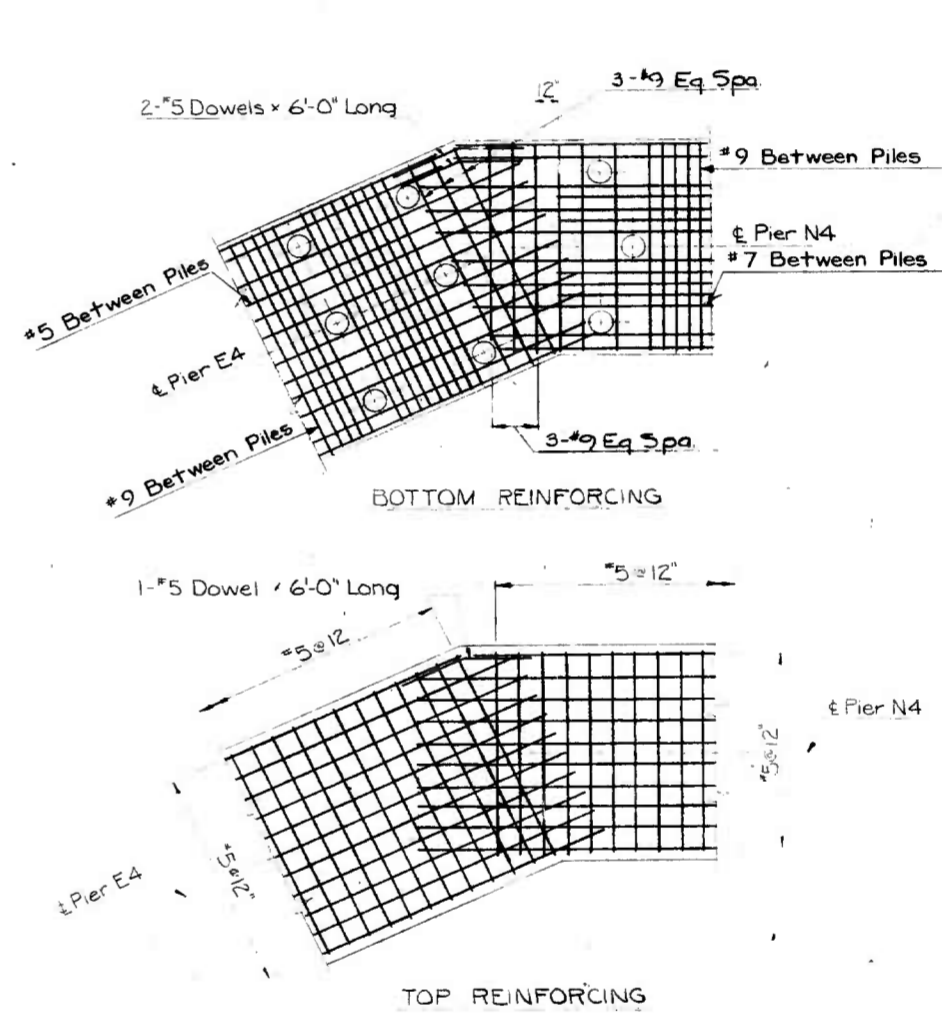 3-#9 Eq Spa.
12"
2-#5 Dowels × 6'-0" Long
#9 Between Piles
℄ Pier N4
#7 Between Piles
#5 Between Piles
℄ Pier E4
#9 Between Piles
3-#9 Eq Spa.
BOTTOM REINFORCING
1-#5 Dowel × 6'-0" Long
#5@12"
#5@12
℄ Pier N4
#5@12"
#5@12"
℄ Pier E4
TOP REINFORCING